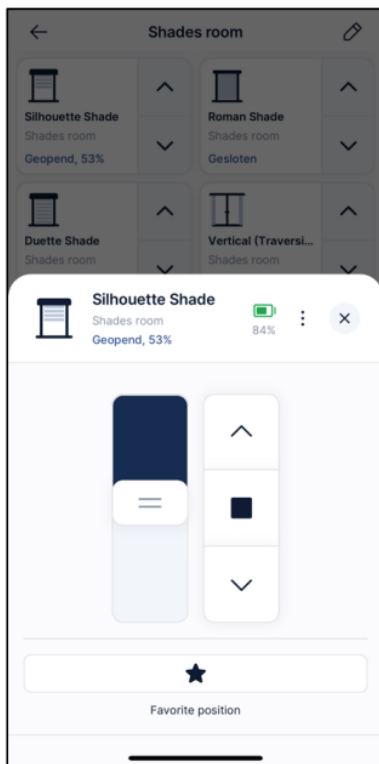 Shades room
Silhouette Shade
Shades room
Geopend, 53%
Roman Shade
Shades room
Gesloten
Duette Shade
Shades room
Vertical (Traversi...
Shades room
Silhouette Shade
Shades room
Geopend, 53%
84%
Favorite position